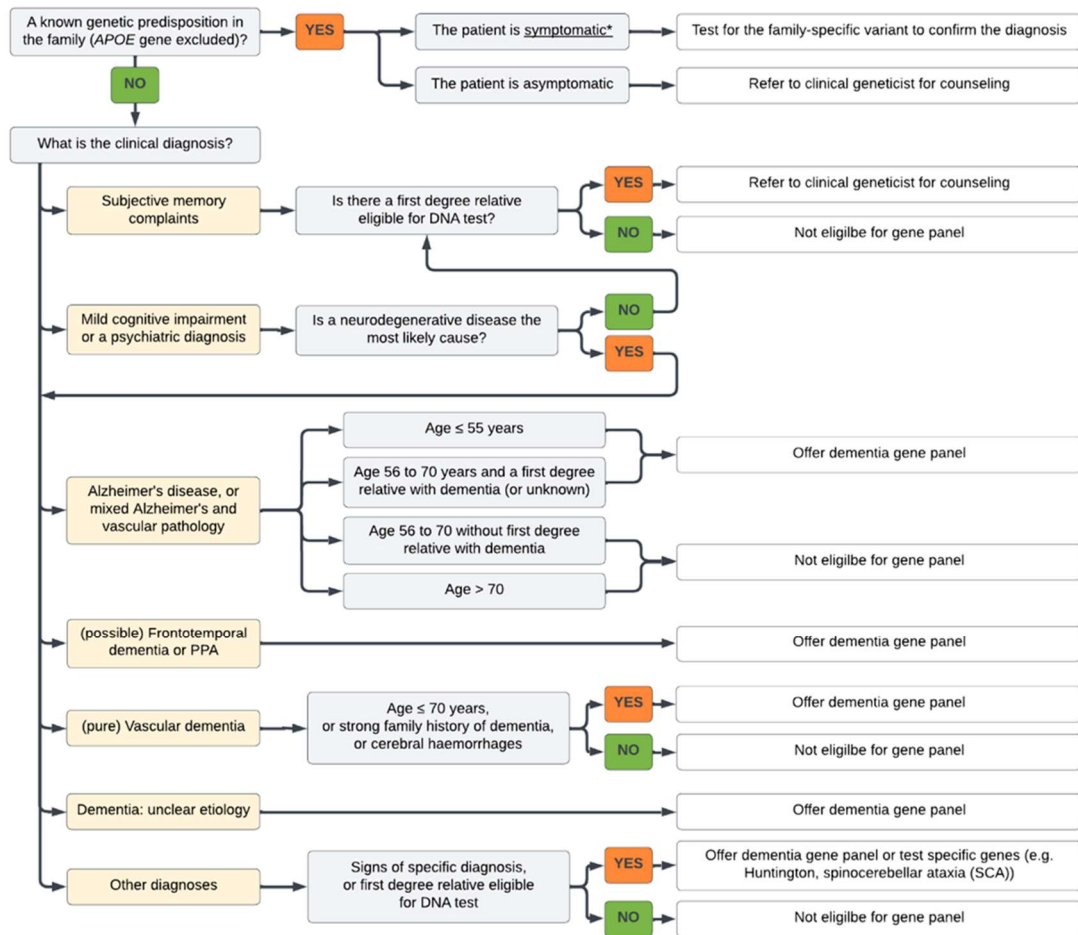 A known genetic predisposition in
the family (APOE gene excluded)?
YES
The patient is symptomatic*
Test for the family-specific variant to confirm the diagnosis
The patient is asymptomatic
Refer to clinical geneticist for counseling
NO
What is the clinical diagnosis?
Subjective memory
complaints
Is there a first degree relative
eligible for DNA test?
YES
Refer to clinical geneticist for counseling
NO
Not eligilbe for gene panel
Mild cognitive impairment
or a psychiatric diagnosis
Is a neurodegenerative disease the
most likely cause?
NO
YES
Alzheimer's disease, or
mixed Alzheimer's and
vascular pathology
Age ≤ 55 years
Age 56 to 70 years and a first degree
relative with dementia (or unknown)
Offer dementia gene panel
Age 56 to 70 without first degree
relative with dementia
Age > 70
Not eligilbe for gene panel
(possible) Frontotemporal
dementia or PPA
Offer dementia gene panel
(pure) Vascular dementia
Age ≤ 70 years,
or strong family history of dementia,
or cerebral haemorrhages
YES
Offer dementia gene panel
NO
Not eligilbe for gene panel
Dementia: unclear etiology
Offer dementia gene panel
Other diagnoses
Signs of specific diagnosis,
or first degree relative eligible
for DNA test
YES
Offer dementia gene panel or test specific genes (e.g.
Huntington, spinocerebellar ataxia (SCA))
NO
Not eligilbe for gene panel